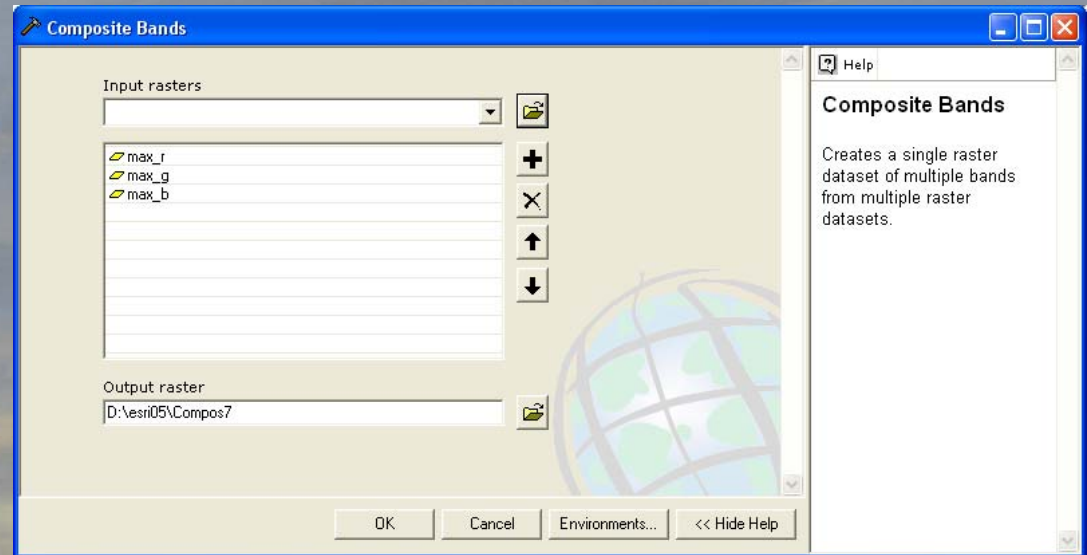 Composite Bands
Input rasters
max_r
max_g
max_b
Output raster
D:\esri05\Compos7
OK
Cancel
Environments...
<< Hide Help
Help
Composite Bands
Creates a single raster
dataset of multiple bands
from multiple raster
datasets.